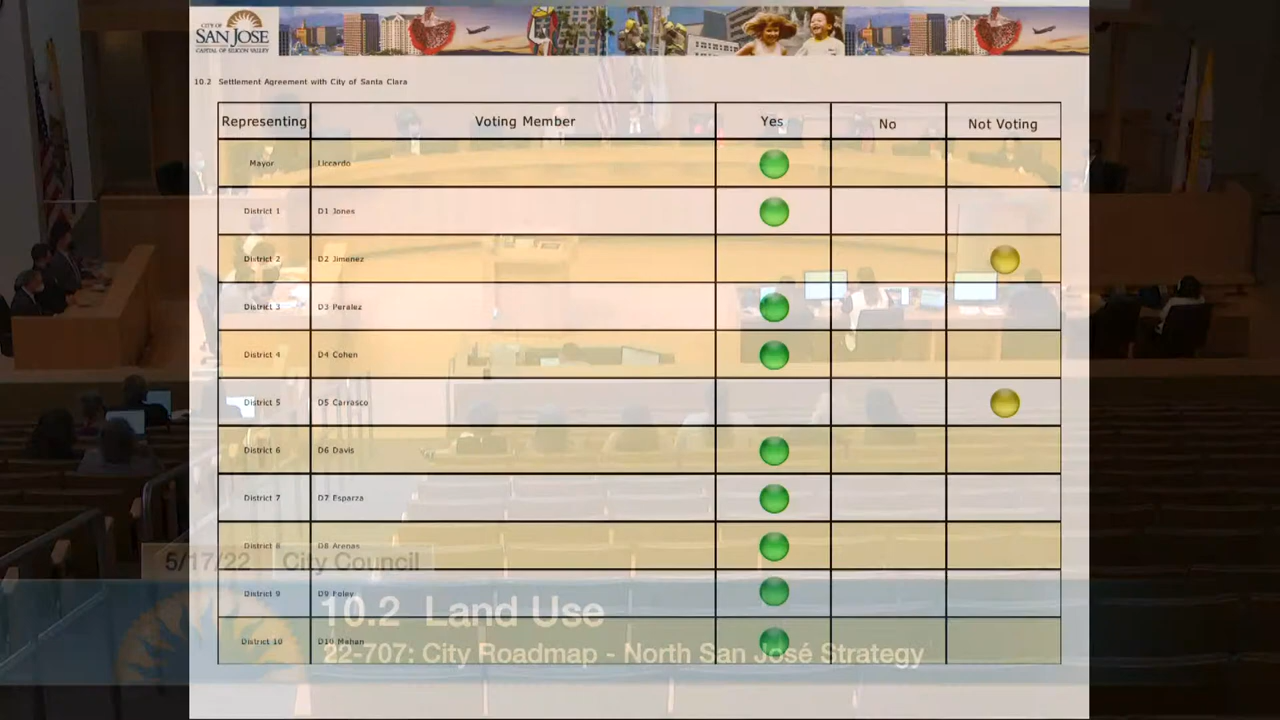 CITY OF
SAN JOSE
CAPITAL OF SILICON VALLEY
10.2 Settlement Agreement with City of Santa Clara
Representing Voting Member Yes No Not Voting
Mayor Liccardo
District 1 D1 Jones
District 2 D2 Jimenez
District 3 D3 Peralez
District 4 D4 Cohen
District 5 D5 Carrasco
District 6 D6 Davis
District 7 D7 Esparza
District 8 D8 Arenas
5/17/22 City Council
District 9 D9 Foley
10.2 Land Use
District 10 D10 Mahan
22-707: City Roadmap - North San José Strategy